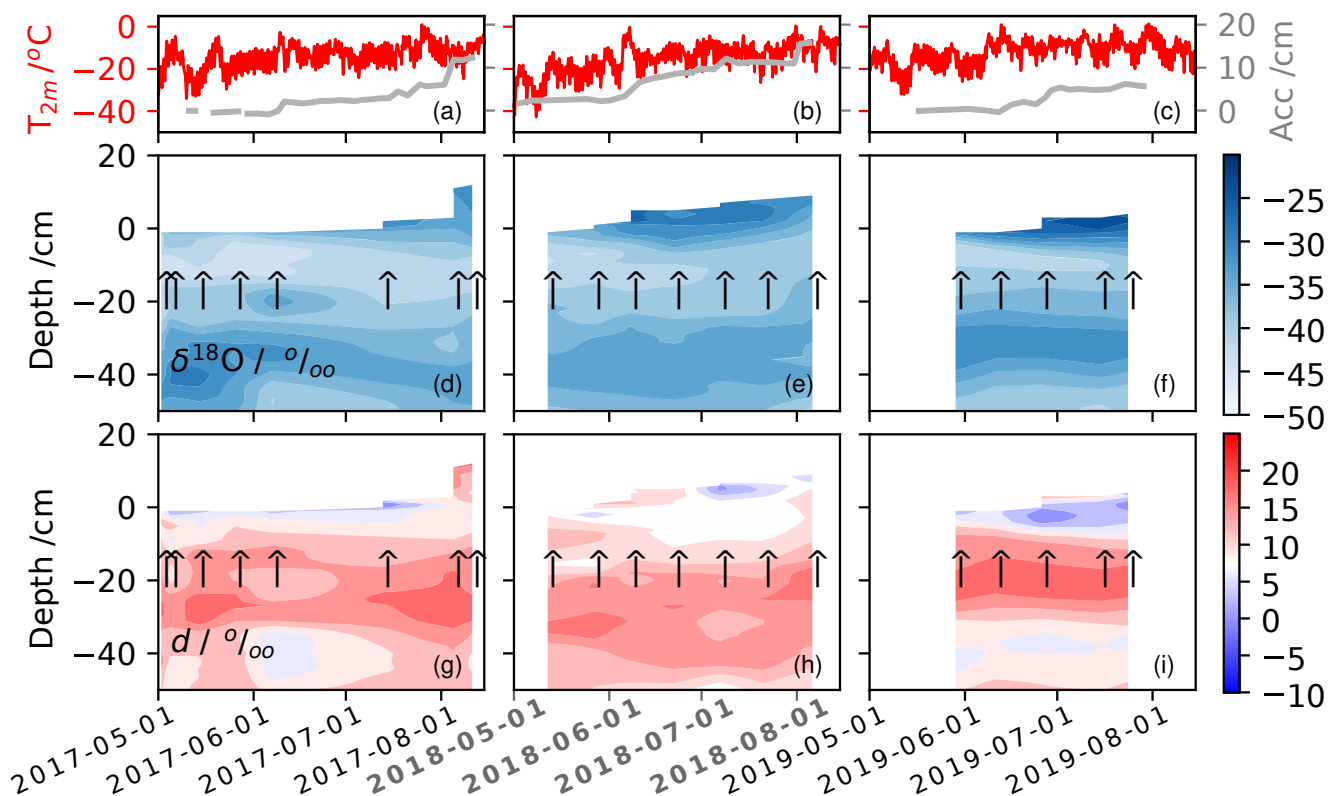 T2m /°C
0
−20
−40
(a)
(b)
(c)
20
10
0
Acc /cm
Depth /cm
20
0
−20
−40
δ¹⁸O / o/oo
(d)
(e)
(f)
−25
−30
−35
−40
−45
−50
Depth /cm
20
0
−20
−40
d / o/oo
(g)
(h)
(i)
20
15
10
5
0
−5
−10
2017-05-01
2017-06-01
2017-07-01
2017-08-01
2018-05-01
2018-06-01
2018-07-01
2018-08-01
2019-05-01
2019-06-01
2019-07-01
2019-08-01